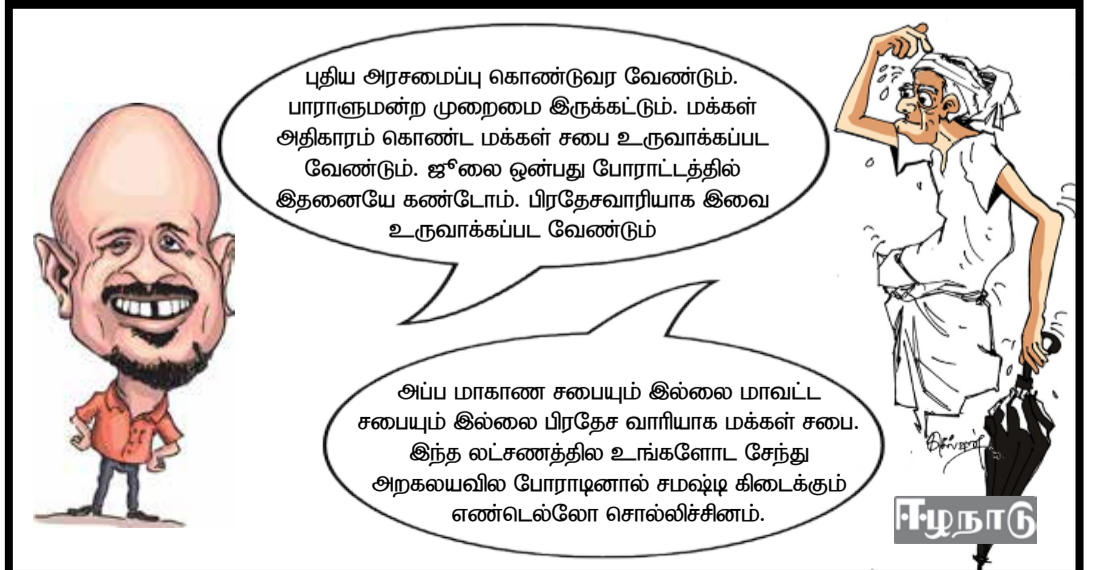 புதிய அரசமைப்பு கொண்டுவர வேண்டும்.
பாராளுமன்ற முறைமை இருக்கட்டும். மக்கள்
அதிகாரம் கொண்ட மக்கள் சபை உருவாக்கப்பட
வேண்டும். ஜூலை ஒன்பது போராட்டத்தில்
இதனையே கண்டோம். பிரதேசவாரியாக இவை
உருவாக்கப்பட வேண்டும்
அப்ப மாகாண சபையும் இல்லை மாவட்ட
சபையும் இல்லை பிரதேச வாரியாக மக்கள் சபை.
இந்த லட்சணத்தில உங்களோட சேந்து
அறகலயவில போராடினால் சமஷ்டி கிடைக்கும்
எண்டெல்லோ சொல்லிச்சினம்.
ஈழநாடு